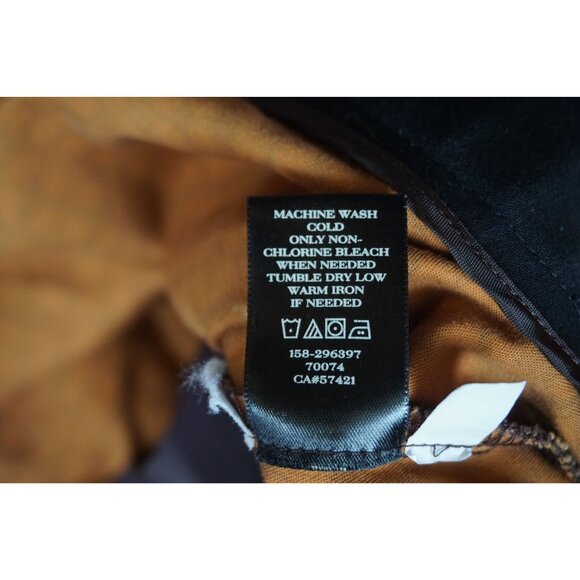 MACHINE WASH
COLD
ONLY NON-
CHLORINE BLEACH
WHEN NEEDED
TUMBLE DRY LOW
WARM IRON
IF NEEDED
158-296397
70074
CA#57421